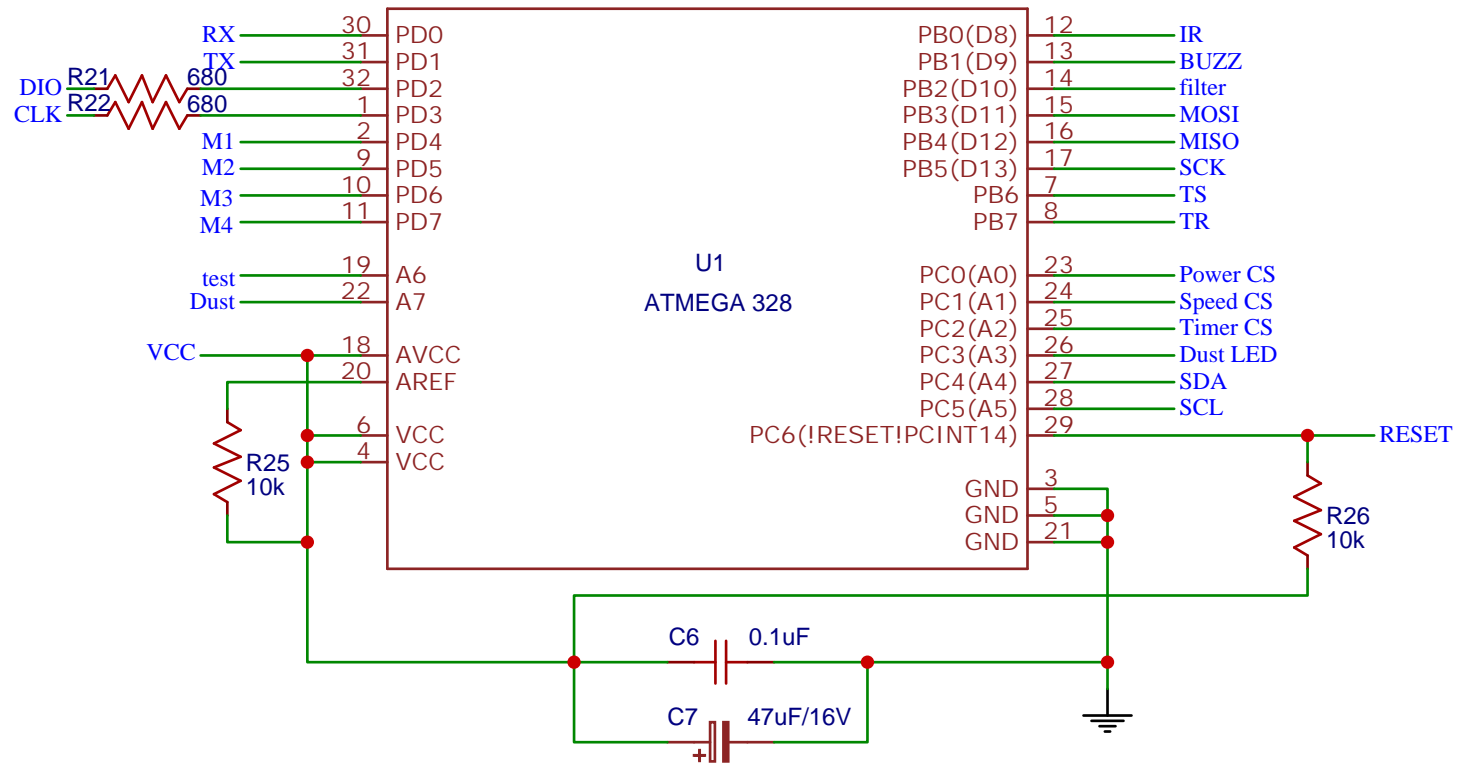 RX 30 PD0 PB0(D8) 12 IR
TX 31 PD1 PB1(D9) 13 BUZZ
DIO R21 680 32 PD2 PB2(D10) 14 filter
CLK R22 680 1 PD3 PB3(D11) 15 MOSI
M1 2 PD4 PB4(D12) 16 MISO
M2 9 PD5 PB5(D13) 17 SCK
M3 10 PD6 PB6 7 TS
M4 11 PD7 PB7 8 TR
U1
ATMEGA 328
test 19 A6 PC0(A0) 23 Power CS
Dust 22 A7 PC1(A1) 24 Speed CS
PC2(A2) 25 Timer CS
VCC 18 AVCC PC3(A3) 26 Dust LED
20 AREF PC4(A4) 27 SDA
PC5(A5) 28 SCL
6 VCC PC6(!RESET!PCINT14) 29 RESET
4 VCC
R25
10k
GND 3
GND 5
GND 21
R26
10k
C6 0.1uF
C7 47uF/16V
+